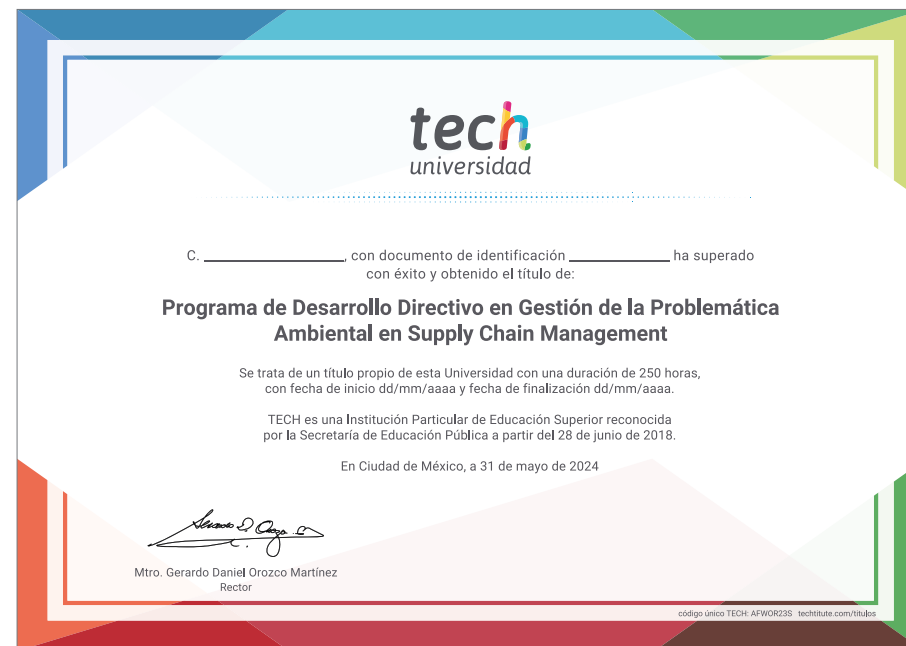 tech
universidad
C. ____________, con documento de identificación ____________ ha superado
con éxito y obtenido el título de:
Programa de Desarrollo Directivo en Gestión de la Problemática
Ambiental en Supply Chain Management
Se trata de un título propio de esta Universidad con una duración de 250 horas,
con fecha de inicio dd/mm/aaaa y fecha de finalización dd/mm/aaaa.
TECH es una Institución Particular de Educación Superior reconocida
por la Secretaría de Educación Pública a partir del 28 de junio de 2018.
En Ciudad de México, a 31 de mayo de 2024
Mtro. Gerardo Daniel Orozco Martínez
Rector
código único TECH: AFWOR23S techtitute.com/titulos